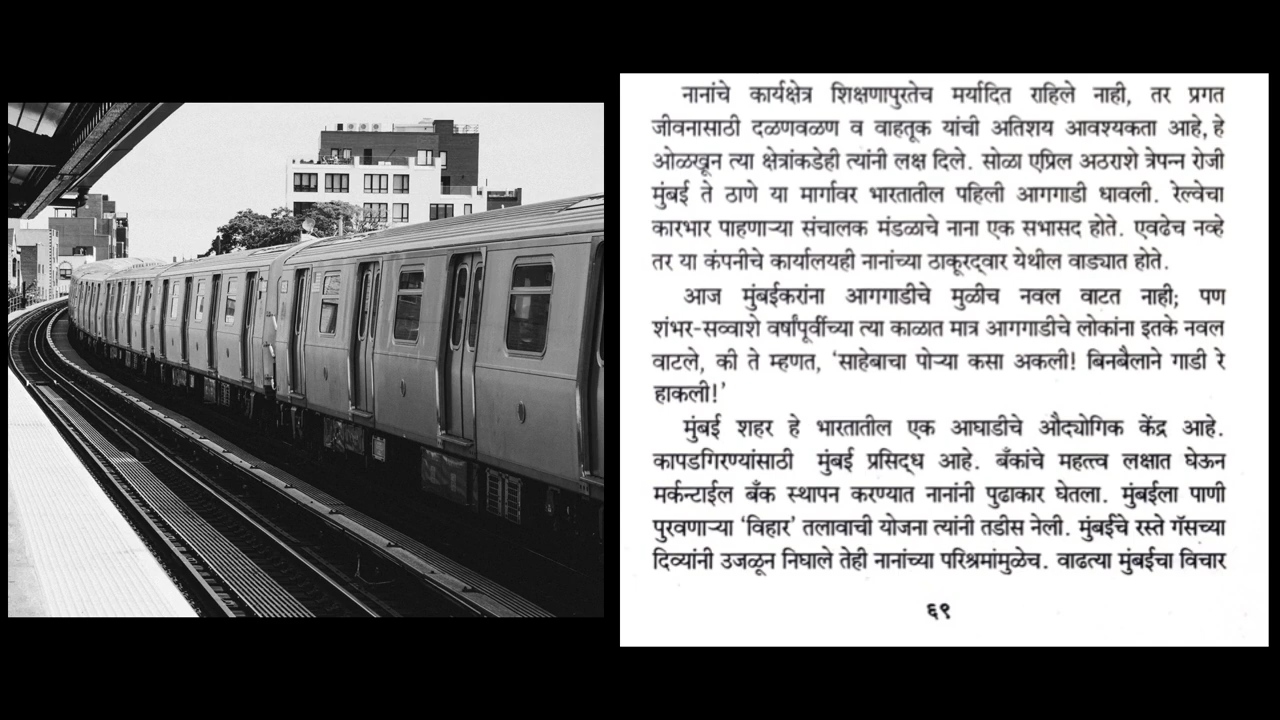 नानांचे कार्यक्षेत्र शिक्षणापुरतेच मर्यादित राहिले नाही, तर प्रगत
जीवनासाठी दळणवळण व वाहतूक यांची अतिशय आवश्यकता आहे, हे
ओळखून त्या क्षेत्रांकडेही त्यांनी लक्ष दिले. सोळा एप्रिल अठराशे त्रेपन्न रोजी
मुंबई ते ठाणे या मार्गावर भारतातील पहिली आगगाडी धावली. रेल्वेचा
कारभार पाहणाऱ्या संचालक मंडळाचे नाना एक सभासद होते. एवढेच नव्हे
तर या कंपनीचे कार्यालयही नानांच्या ठाकूरद्वार येथील वाड्यात होते.
आज मुंबईकरांना आगगाडीचे मुळीच नवल वाटत नाही; पण
शंभर-सव्वाशे वर्षांपूर्वीच्या त्या काळात मात्र आगगाडीचे लोकांना इतके नवल
वाटले, की ते म्हणत, ‘साहेबाचा पोऱ्या कसा अकली! बिनबैलाने गाडी रे
हाकली!’
मुंबई शहर हे भारतातील एक आघाडीचे औद्योगिक केंद्र आहे.
कापडगिरण्यांसाठी मुंबई प्रसिद्ध आहे. बँकांचे महत्त्व लक्षात घेऊन
मर्कन्टाईल बँक स्थापन करण्यात नानांनी पुढाकार घेतला. मुंबईला पाणी
पुरवणाऱ्या ‘विहार’ तलावाची योजना त्यांनी तडीस नेली. मुंबईचे रस्ते गॅसच्या
दिव्यांनी उजळून निघाले तेही नानांच्या परिश्रमांमुळेच. वाढत्या मुंबईचा विचार
६९